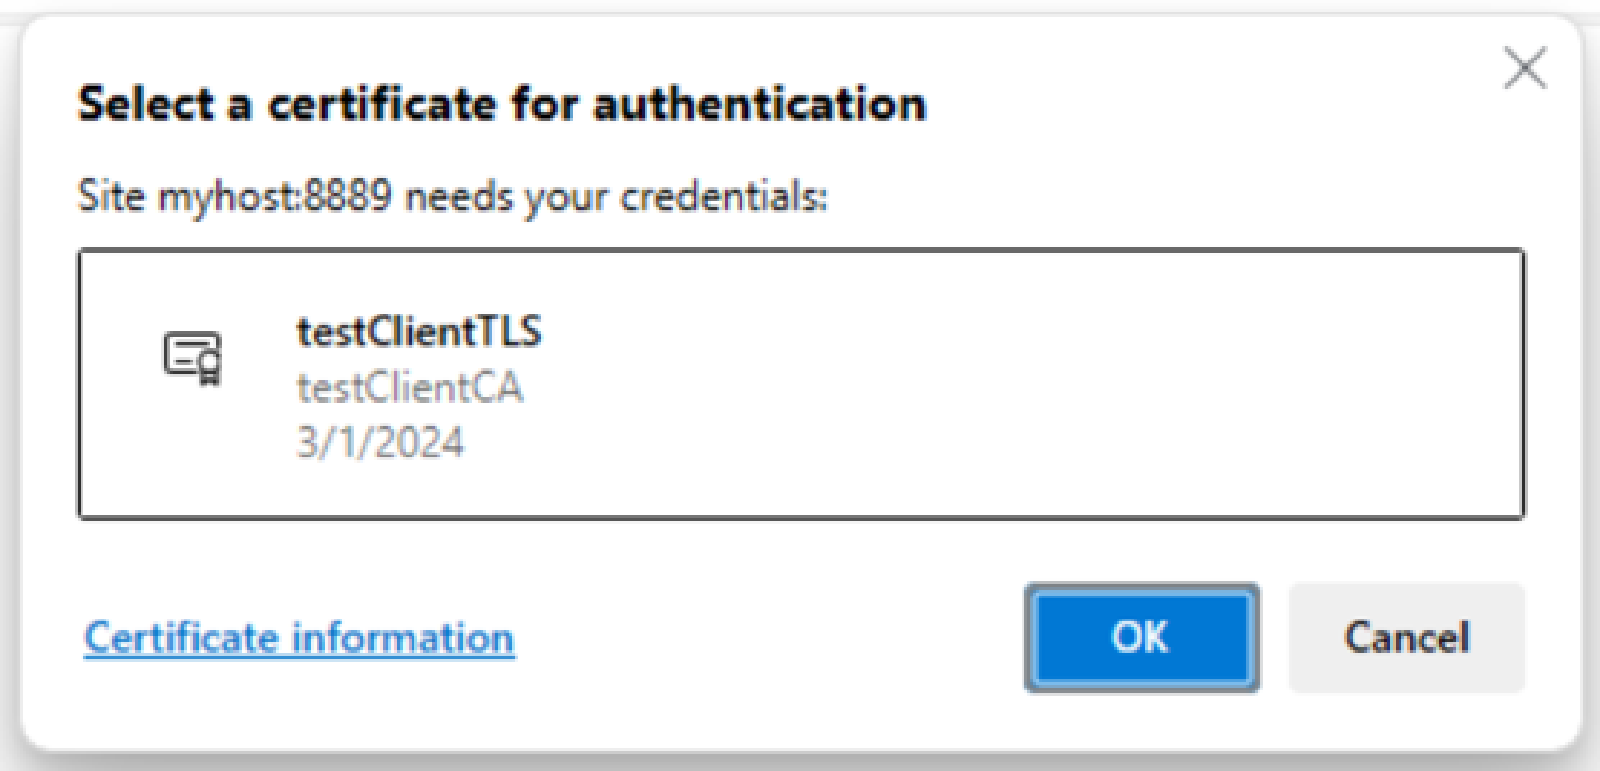 Select a certificate for authentication
Site myhost:8889 needs your credentials:
testClientTLS
testClientCA
3/1/2024
Certificate information
OK
Cancel